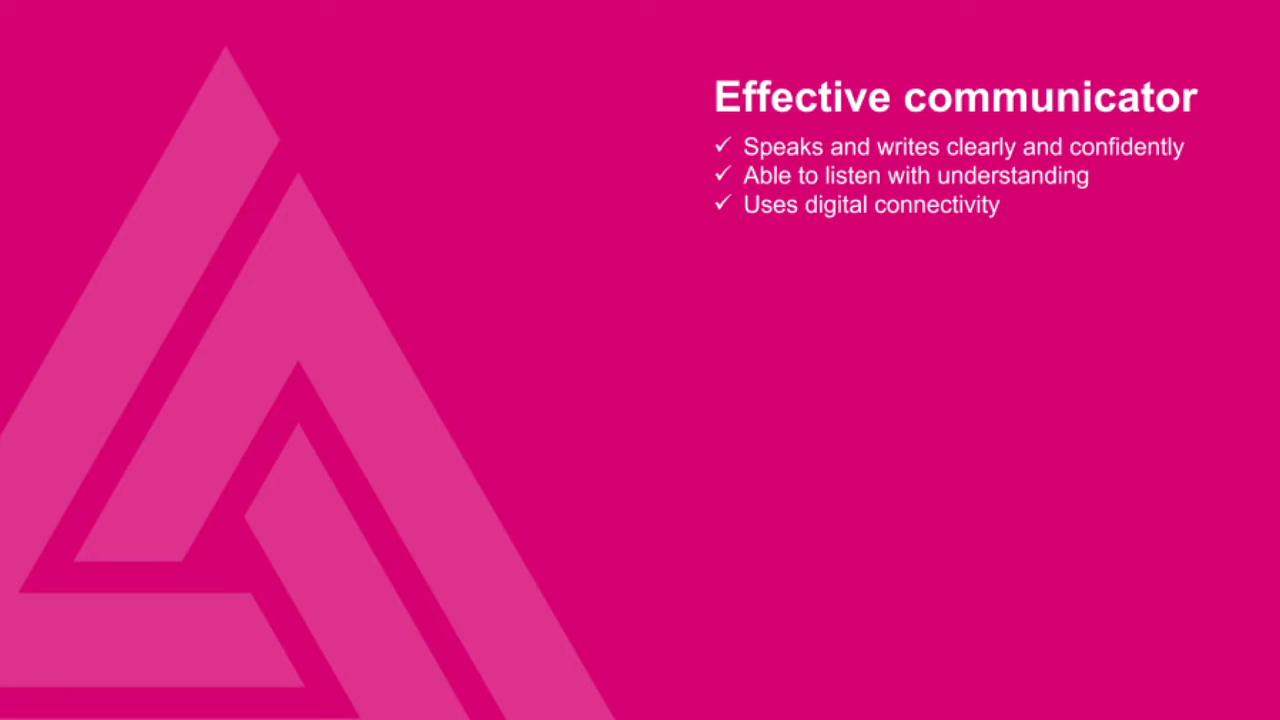 Effective communicator
✓ Speaks and writes clearly and confidently
✓ Able to listen with understanding
✓ Uses digital connectivity